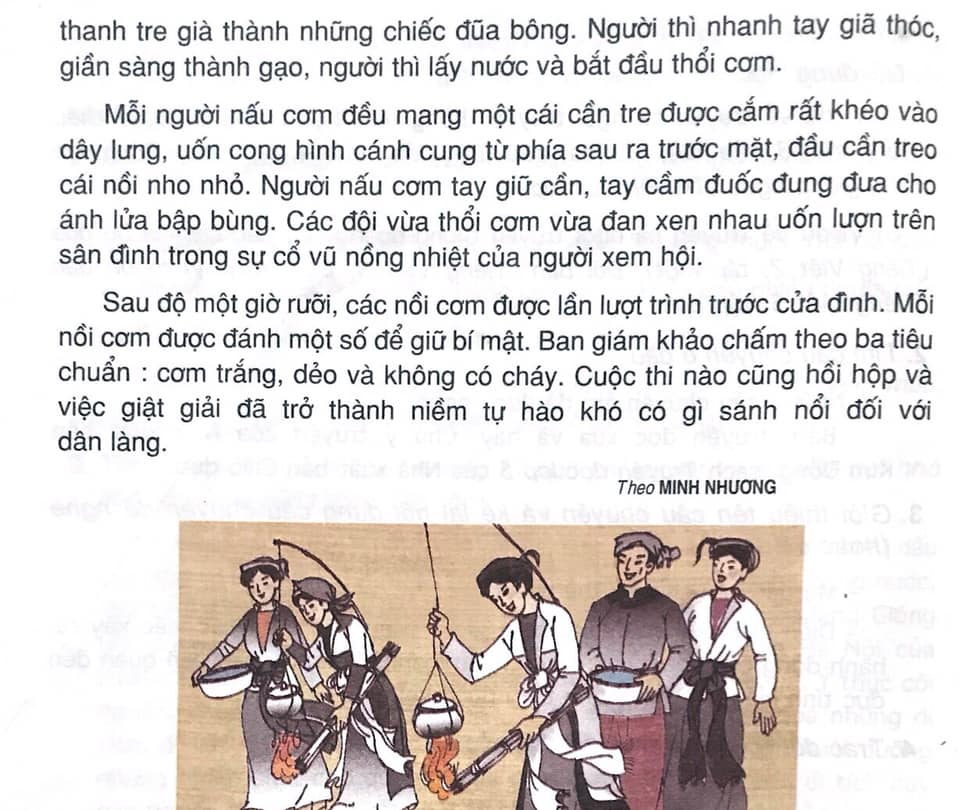 thanh tre già thành những chiếc đũa bông. Người thì nhanh tay giã thóc,
giần sàng thành gạo, người thì lấy nước và bắt đầu thổi cơm.
Mỗi người nấu cơm đều mang một cái cần tre được cắm rất khéo vào
dây lưng, uốn cong hình cánh cung từ phía sau ra trước mặt, đầu cần treo
cái nồi nho nhỏ. Người nấu cơm tay giữ cần, tay cầm đuốc đung đưa cho
ánh lửa bập bùng. Các đội vừa thổi cơm vừa đan xen nhau uốn lượn trên
sân đình trong sự cổ vũ nồng nhiệt của người xem hội.
Sau độ một giờ rưỡi, các nồi cơm được lần lượt trình trước cửa đình. Mỗi
nồi cơm được đánh một số để giữ bí mật. Ban giám khảo chấm theo ba tiêu
chuẩn : cơm trắng, dẻo và không có cháy. Cuộc thi nào cũng hồi hộp và
việc giật giải đã trở thành niềm tự hào khó có gì sánh nổi đối với
dân làng.
Theo MINH NHƯƠNG